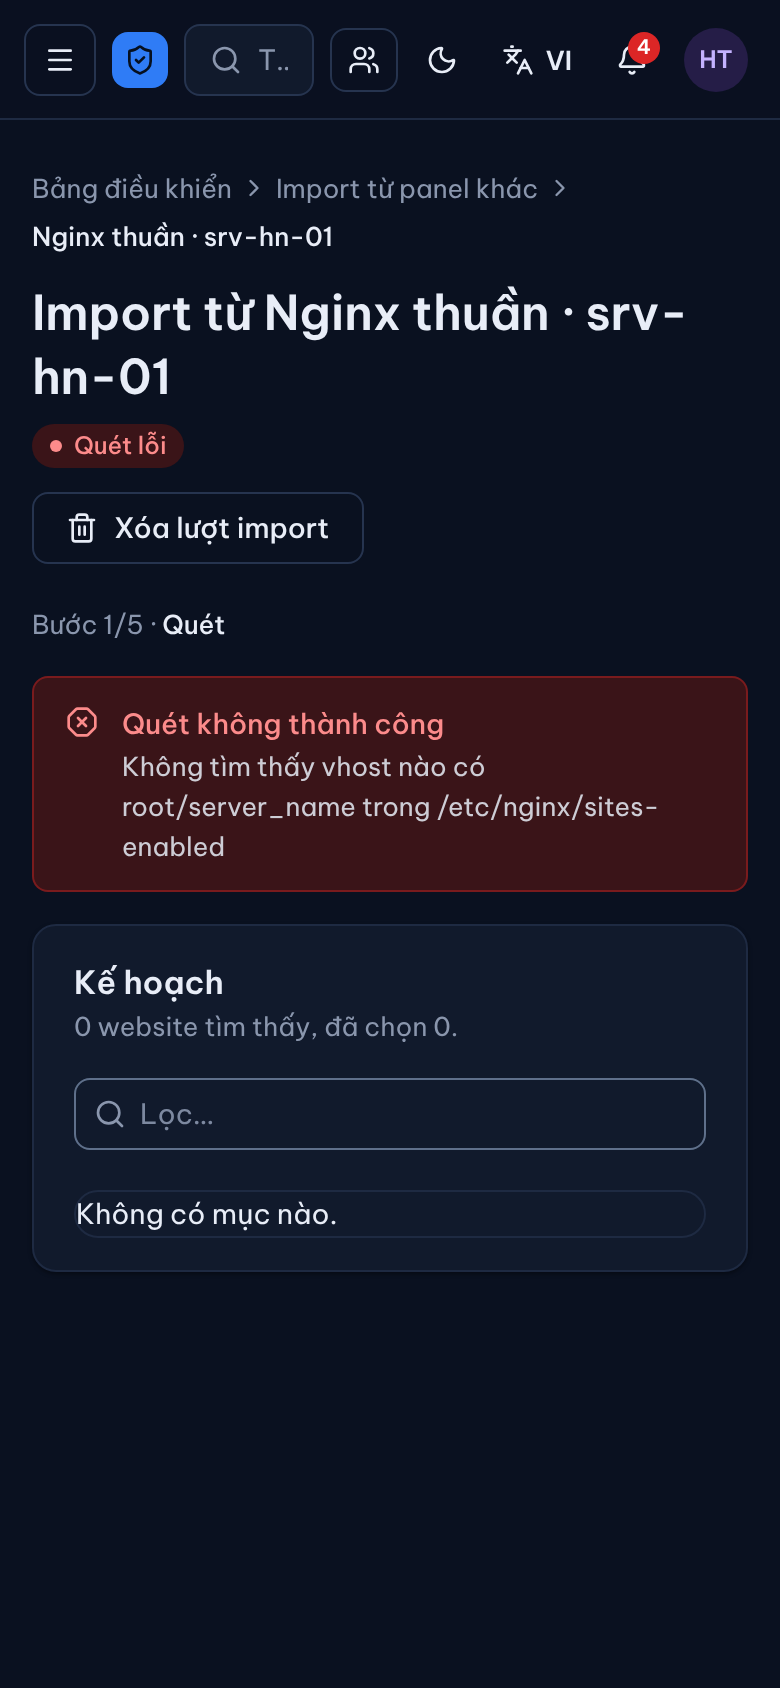 T..
VI
4
HT
Bảng điều khiển > Import từ panel khác >
Nginx thuần · srv-hn-01
Import từ Nginx thuần · srv-
hn-01
Quét lỗi
Xóa lượt import
Bước 1/5 · Quét
Quét không thành công
Không tìm thấy vhost nào có
root/server_name trong /etc/nginx/sites-
enabled
Kế hoạch
0 website tìm thấy, đã chọn 0.
Lọc...
Không có mục nào.